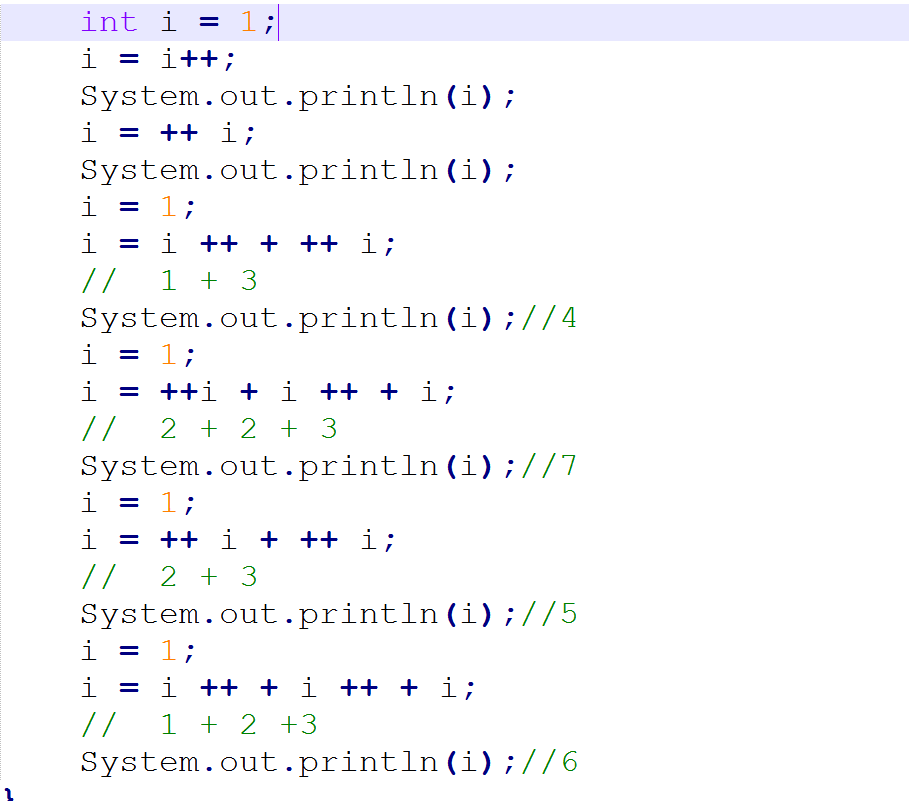 int i = 1;
i = i++;
System.out.println(i);
i = ++ i;
System.out.println(i);
i = 1;
i = i ++ + ++ i;
//  1 + 3
System.out.println(i);//4
i = 1;
i = ++i + i ++ + i;
//  2 + 2 + 3
System.out.println(i);//7
i = 1;
i = ++ i + ++ i;
//  2 + 3
System.out.println(i);//5
i = 1;
i = i ++ + i ++ + i;
//  1 + 2 +3
System.out.println(i);//6
}